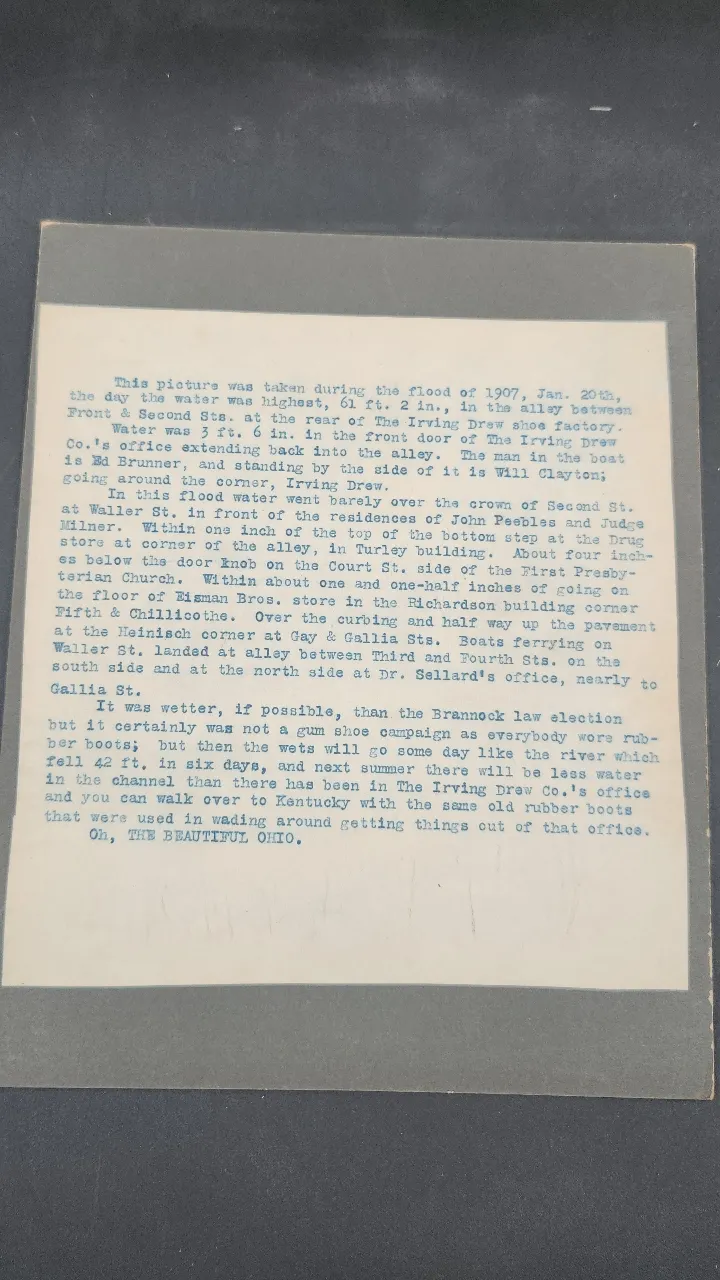 This picture was taken during the flood of 1907, Jan. 20th,
the day the water was highest, 61 ft. 2 in., in the alley between
Front & Second Sts. at the rear of The Irving Drew shoe factory.
Water was 3 ft. 6 in. in the front door of The Irving Drew
Co.'s office extending back into the alley. The man in the boat
is Ed Brunner, and standing by the side of it is Will Clayton;
going around the corner, Irving Drew.
In this flood water went barely over the crown of Second St.
at Waller St. in front of the residences of John Peebles and Judge
Milner. Within one inch of the top of the bottom step at the Drug
store at corner of the alley, in Turley building. About four inch-
es below the door knob on the Court St. side of the First Presby-
terian Church. Within about one and one-half inches of going on
the floor of Eisman Bros. store in the Richardson building corner
Fifth & Chillicothe. Over the curbing and half way up the pavement
at the Heinisch corner at Gay & Gallia Sts. Boats ferrying on
Waller St. landed at alley between Third and Fourth Sts. on the
south side and at the north side at Dr. Sellard's office, nearly to
Gallia St.
It was wetter, if possible, than the Brannock law election
but it certainly was not a gum shoe campaign as everybody wore rub-
ber boots; but then the wets will go some day like the river which
fell 42 ft. in six days, and next summer there will be less water
in the channel than there has been in The Irving Drew Co.'s office
and you can walk over to Kentucky with the same old rubber boots
that were used in wading around getting things out of that office.
Oh, THE BEAUTIFUL OHIO.